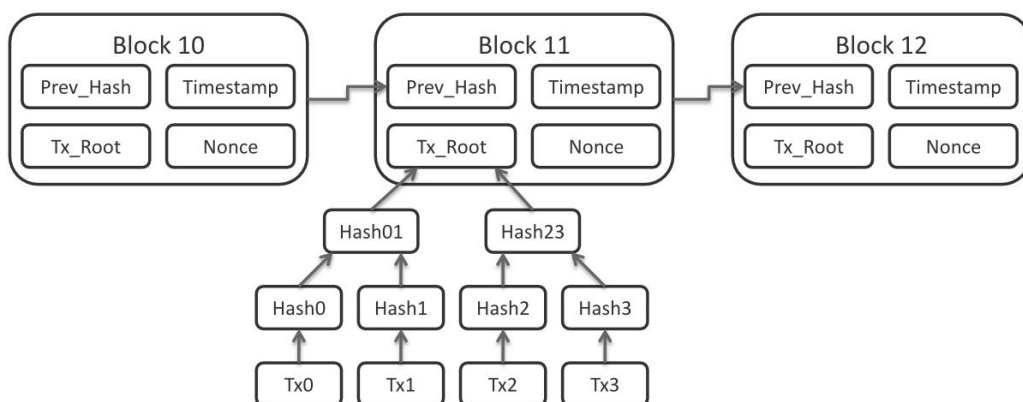 Block 10
Prev_Hash Timestamp
Tx_Root Nonce
Block 11
Prev_Hash Timestamp
Tx_Root Nonce
Block 12
Prev_Hash Timestamp
Tx_Root Nonce
Hash01 Hash23
Hash0 Hash1 Hash2 Hash3
Tx0 Tx1 Tx2 Tx3